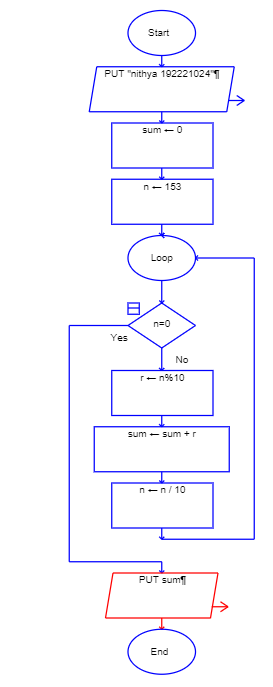 Start
PUT "nithya 192221024"¶
sum ← 0
n ← 153
Loop
n=0
Yes
No
r ← n%10
sum ← sum + r
n ← n / 10
PUT sum¶
End